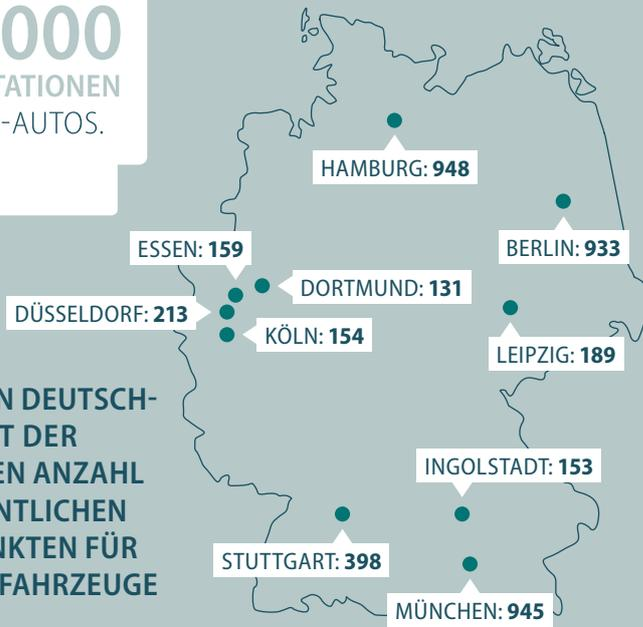 000
TATIONEN
-AUTOS.
HAMBURG: 948
BERLIN: 933
ESSEN: 159
DORTMUND: 131
DÜSSELDORF: 213
KÖLN: 154
LEIPZIG: 189
N DEUTSCH-
T DER
EN ANZAHL
NTLICHEN
NKTEN FÜR
FAHRZEUGE
INGOLSTADT: 153
STUTTGART: 398
MÜNCHEN: 945